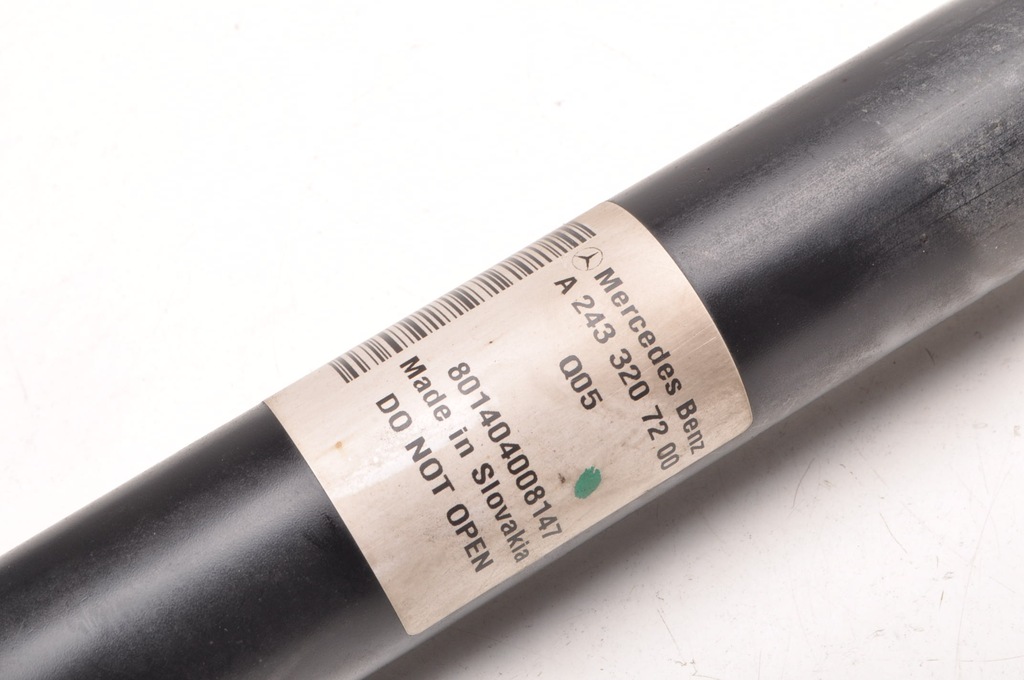 Mercedes Benz
A 243 320 72 00
Q05
801404008147
Made in Slovakia
DO NOT OPEN